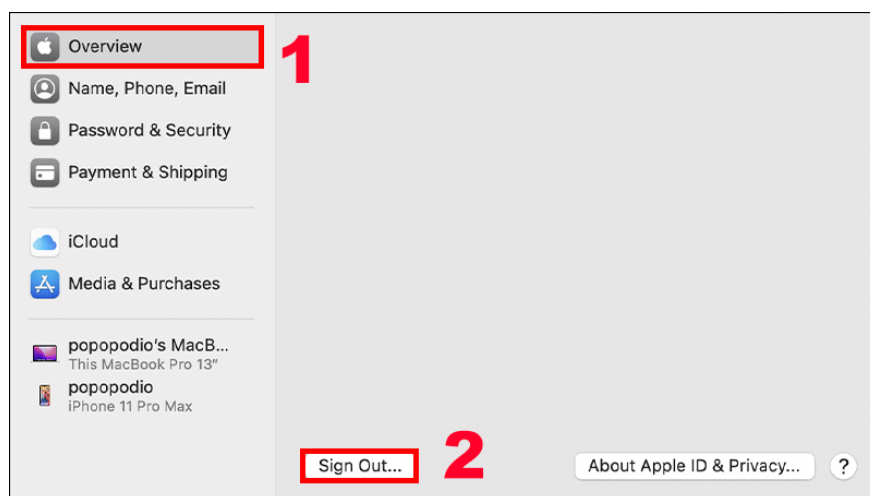 Overview
1
Name, Phone, Email
Password & Security
Payment & Shipping
iCloud
Media & Purchases
popopodio's MacB...
This MacBook Pro 13"
popopodio
iPhone 11 Pro Max
Sign Out...
2
About Apple ID & Privacy...
?